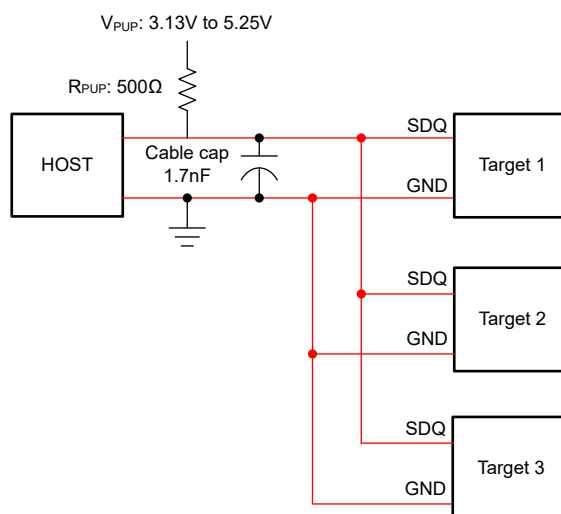 VPUP: 3.13V to 5.25V
RPUP: 500Ω
HOST
Cable cap
1.7nF
SDQ
GND
Target 1
SDQ
GND
Target 2
SDQ
GND
Target 3